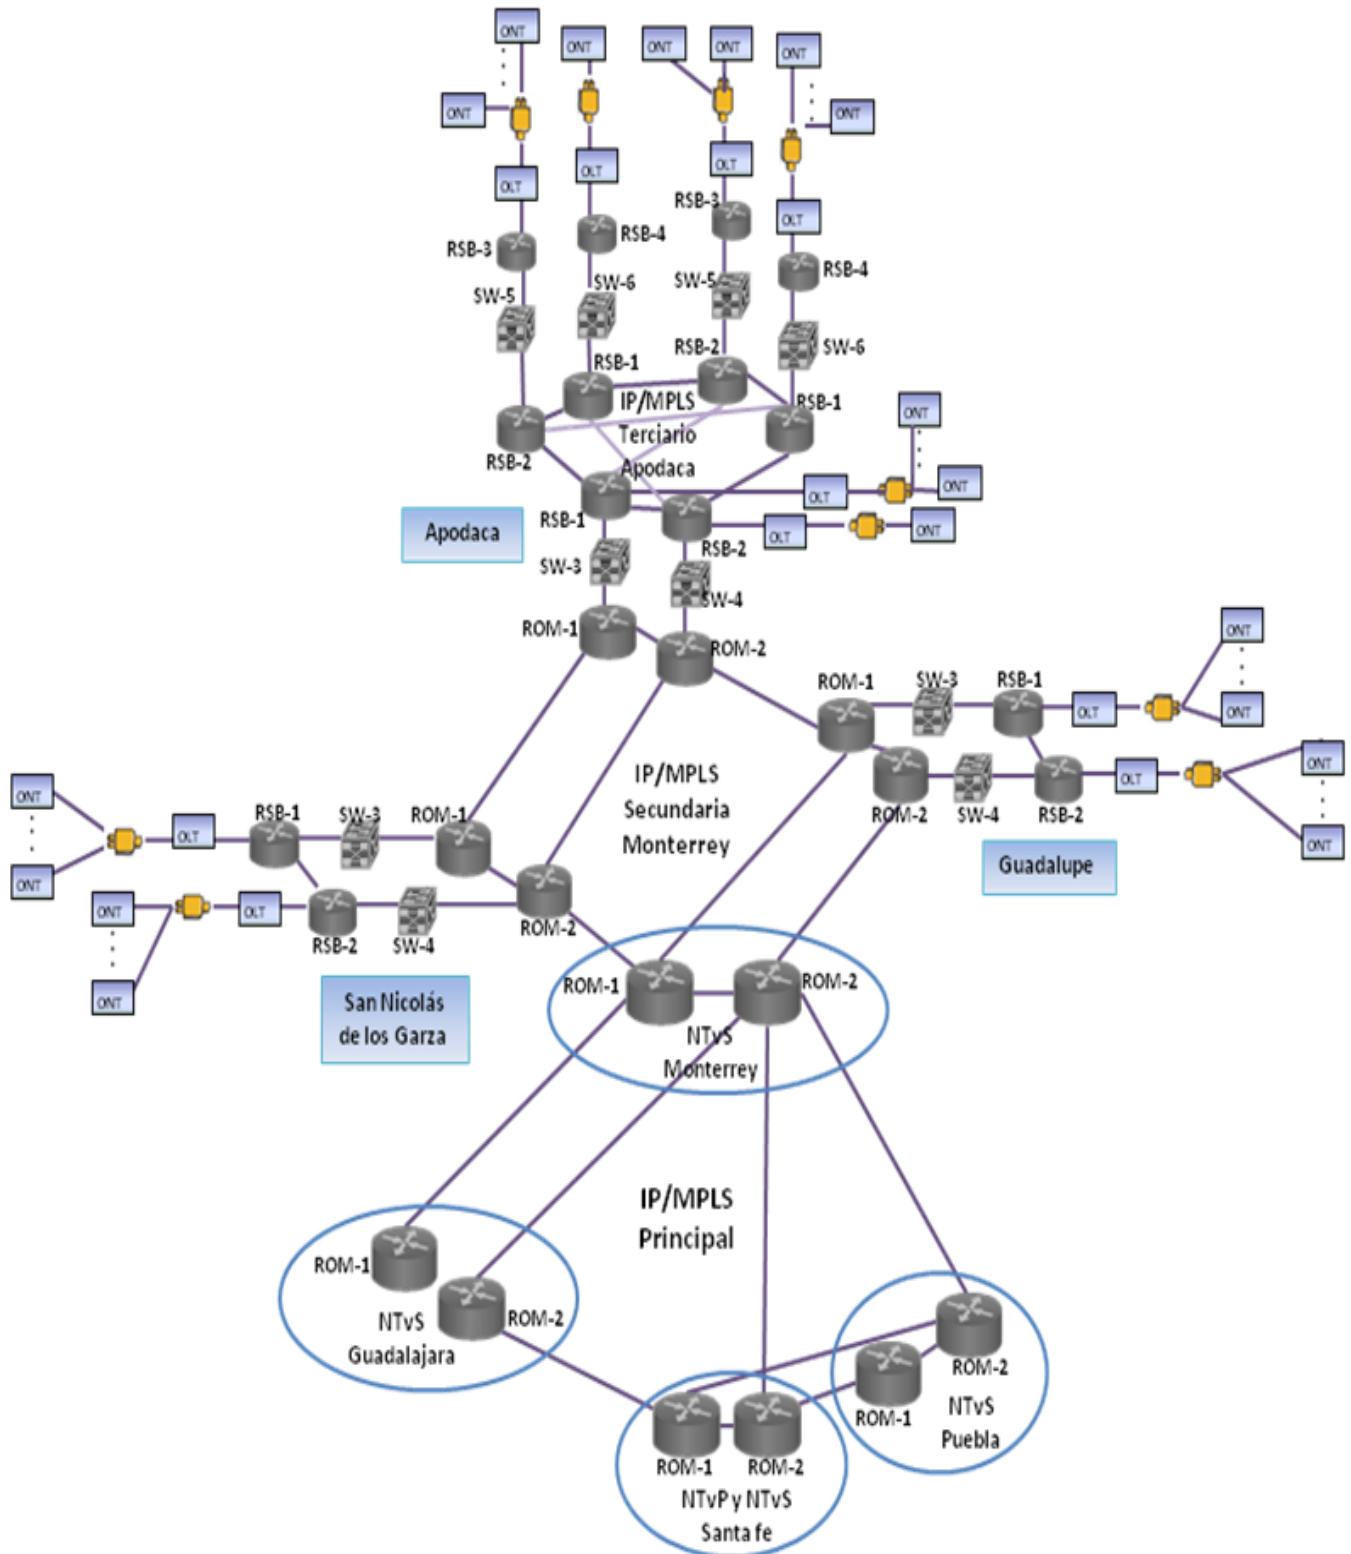 ONT
ONT
ONT
ONT
ONT
ONT
ONT
OLT
OLT
OLT
OLT
RSB-3
RSB-4
RSB-3
RSB-4
SW-5
SW-6
SW-5
SW-6
RSB-1
RSB-2
RSB-1
RSB-2
IP/MPLS
Terciario
Apodaca
ONT
OLT
ONT
RSB-1
RSB-2
OLT
ONT
Apodaca
SW-3
SW-4
ROM-1
ROM-2
ONT
ROM-1
SW-3
RSB-1
OLT
ONT
ROM-2
SW-4
RSB-2
OLT
ONT
ONT
Guadalupe
IP/MPLS
Secundaria
Monterrey
ONT
RSB-1
SW-3
ROM-1
OLT
ONT
ONT
OLT
RSB-2
SW-4
ROM-2
ONT
San Nicolás
de los Garza
ROM-1
ROM-2
NTvS
Monterrey
IP/MPLS
Principal
ROM-1
ROM-2
NTvS
Guadalajara
ROM-2
ROM-1
NTvS
Puebla
ROM-1
ROM-2
NTvP y NTvS
Santa fe